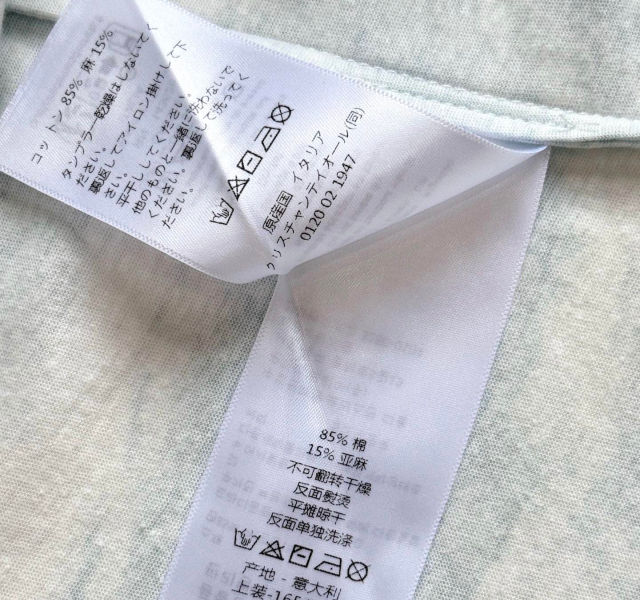 コットン 85% 麻 15%
タンブラー乾燥はしないでく
ださい。
裏返してアイロン掛けして下
さい。
平干ししてください。
他のものと一緒に洗わないで
ください。裏返して洗ってく
ださい。
原産国 イタリア
クリスチャンディオール(同)
0120 02 1947
85% 棉
15% 亚麻
不可翻转干燥
反面熨烫
平摊晾干
反面单独洗涤
产地 - 意大利
上装-165